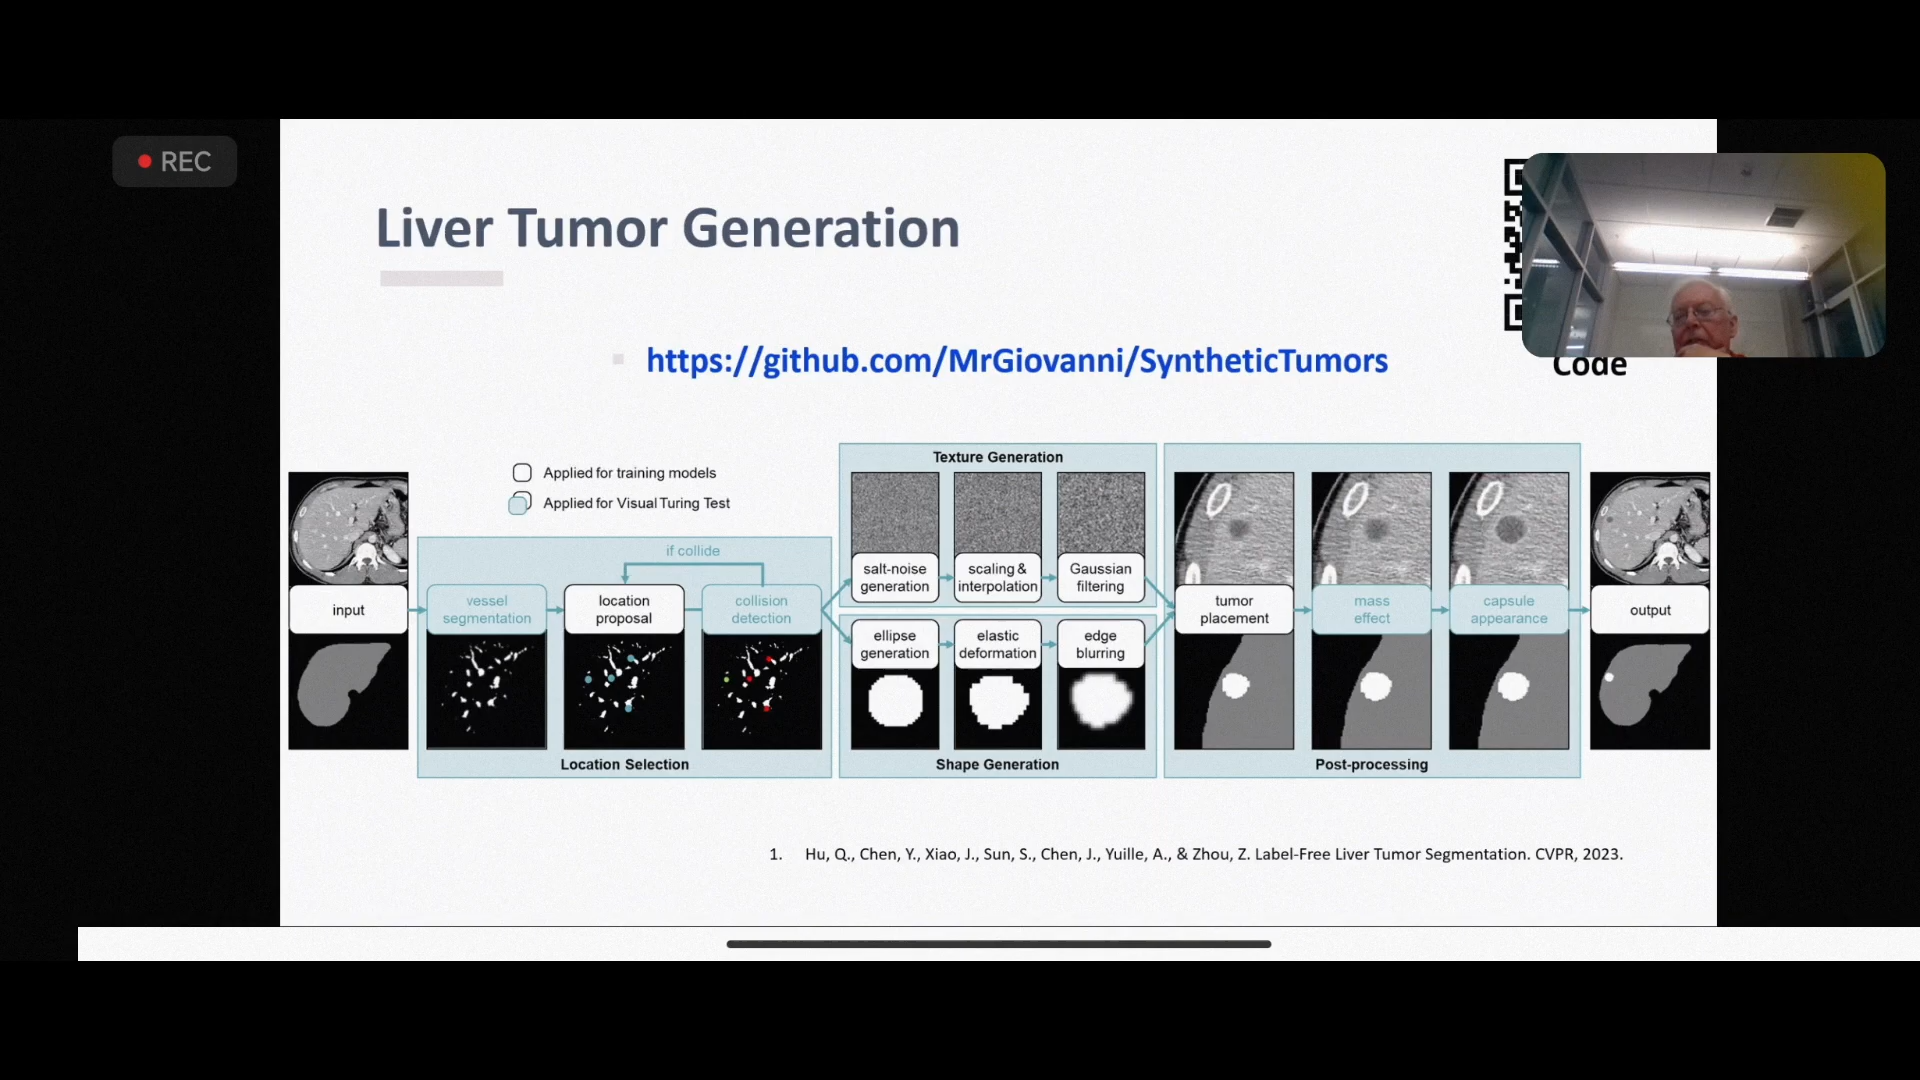 REC
Liver Tumor Generation
https://github.com/MrGiovanni/SyntheticTumors
Code
Applied for training models
Applied for Visual Turing Test
if collide
input
vessel
segmentation
location
proposal
collision
detection
Location Selection
Texture Generation
salt-noise
generation
scaling &
interpolation
Gaussian
filtering
ellipse
generation
elastic
deformation
edge
blurring
Shape Generation
tumor
placement
mass
effect
capsule
appearance
Post-processing
output
1. Hu, Q., Chen, Y., Xiao, J., Sun, S., Chen, J., Yuille, A., & Zhou, Z. Label-Free Liver Tumor Segmentation. CVPR, 2023.